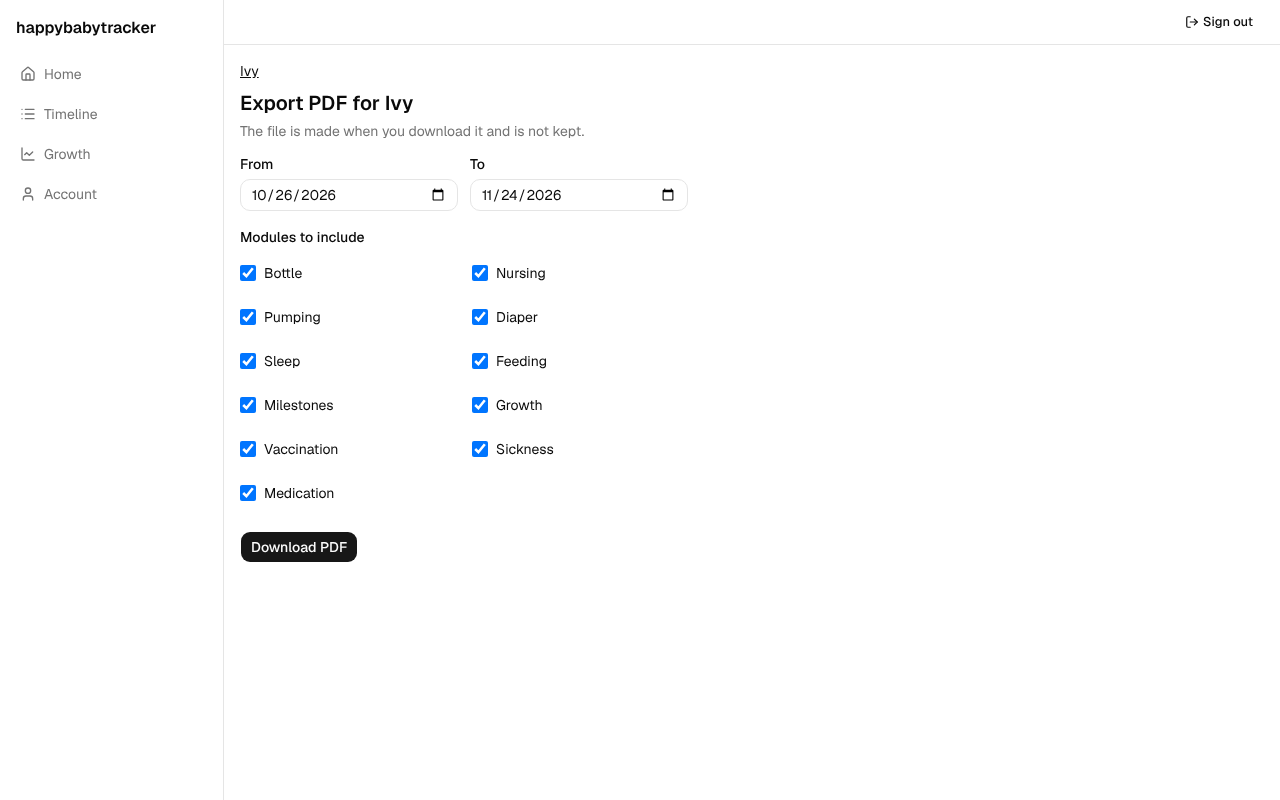 happybabytracker
Sign out
Home
Timeline
Growth
Account
Ivy
Export PDF for Ivy
The file is made when you download it and is not kept.
From To
10/26/2026 11/24/2026
Modules to include
Bottle Nursing
Pumping Diaper
Sleep Feeding
Milestones Growth
Vaccination Sickness
Medication
Download PDF